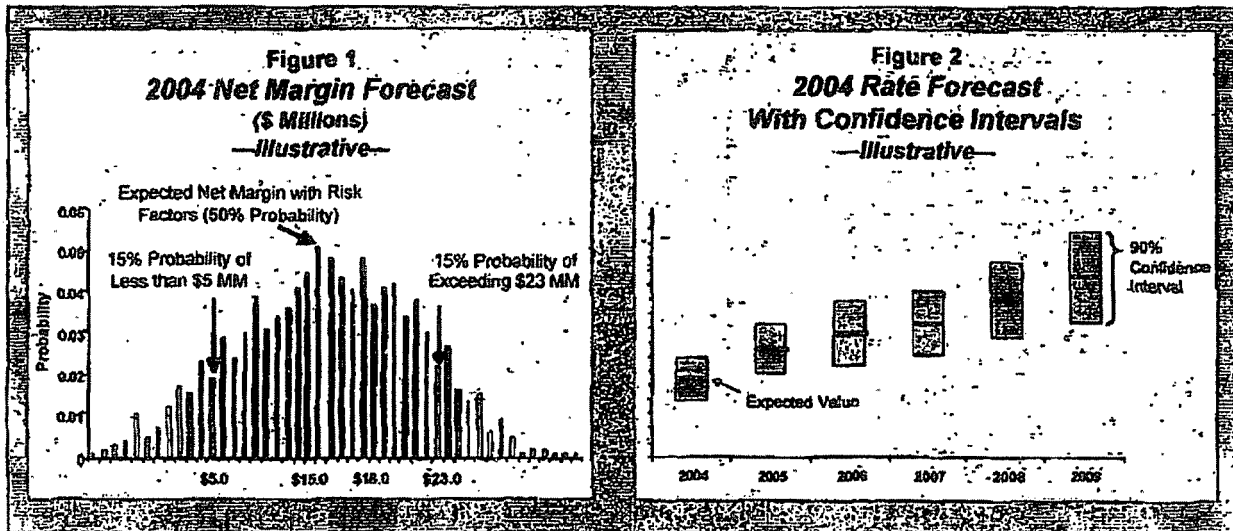 Figure 1
2004 Net Margin Forecast
($ Millions)
—Illustrative—
Expected Net Margin with Risk
Factors (50% Probability)
15% Probability of
Less than $5 MM
15% Probability of
Exceeding $23 MM
Probability
0.06
0.05
0.04
0.03
0.02
0.01
0
$5.0
$15.0
$18.0
$23.0
Figure 2
2004 Rate Forecast
With Confidence Intervals
—Illustrative—
90%
Confidence
Interval
Expected Value
2004
2005
2006
2007
2008
2009